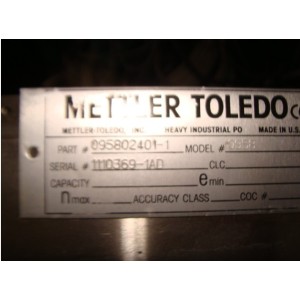 METTLER TOLEDO
METTLER-TOLEDO, INC. HEAVY INDUSTRIAL PO MADE IN U.S.
PART # 095802401-1 MODEL #
SERIAL # 1110369-1AD CLC
CAPACITY e min
n max ACCURACY CLASS COC #